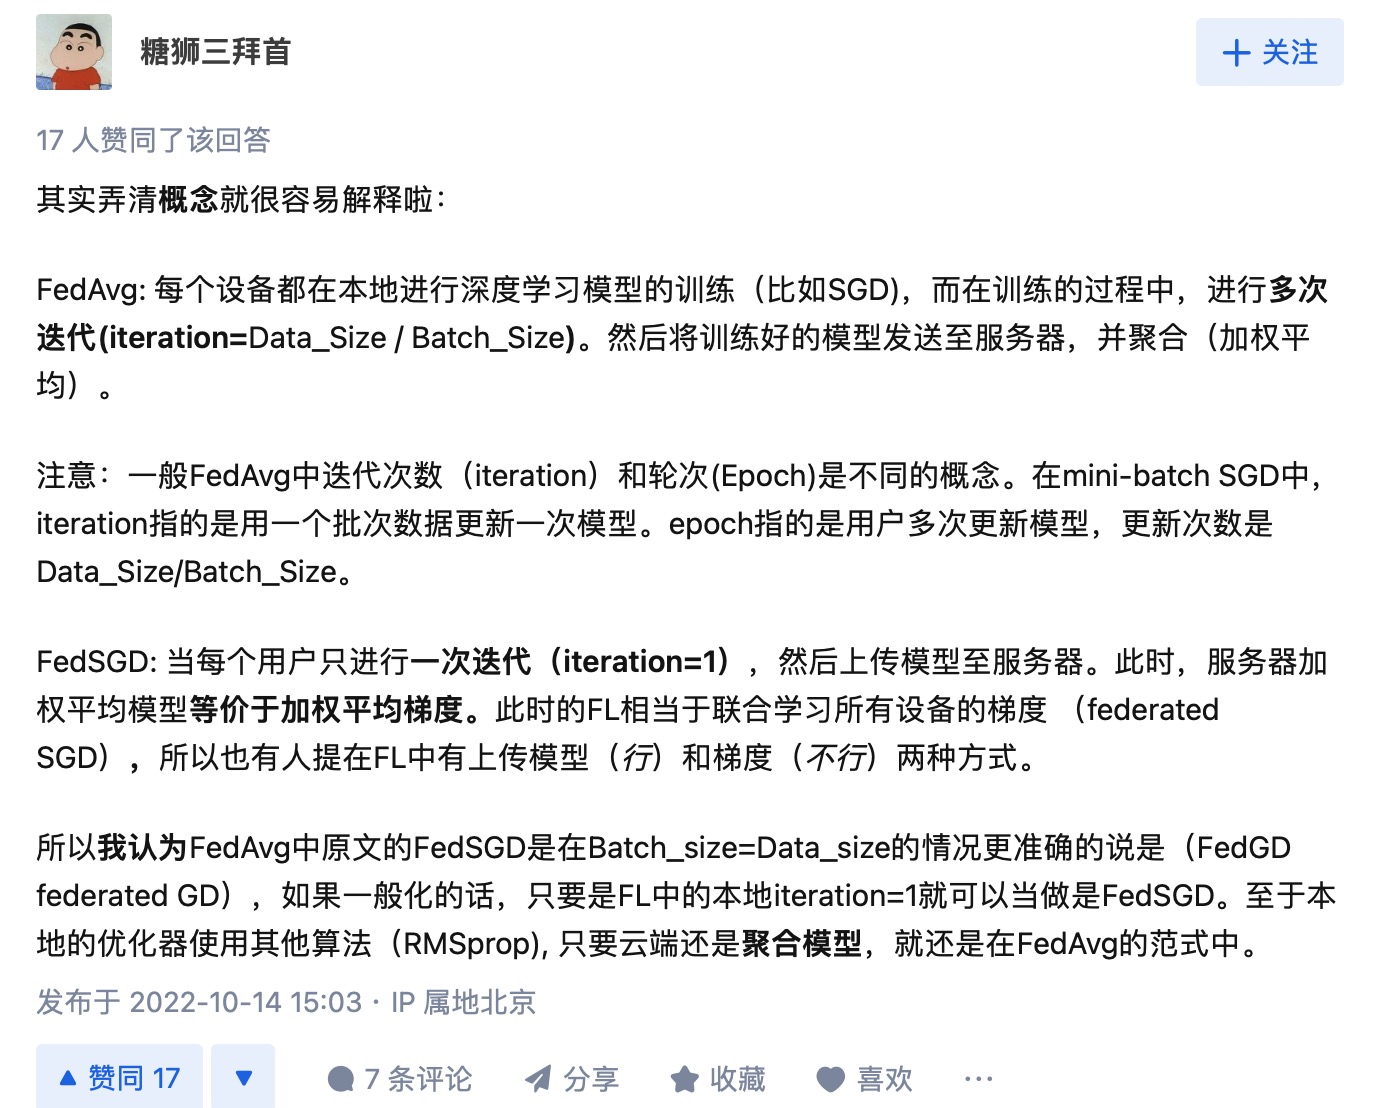 糖狮三拜首
+ 关注
17 人赞同了该回答
其实弄清概念就很容易解释啦：
FedAvg: 每个设备都在本地进行深度学习模型的训练（比如SGD)，而在训练的过程中，进行多次
迭代(iteration=Data_Size / Batch_Size)。然后将训练好的模型发送至服务器，并聚合（加权平
均）。
注意：一般FedAvg中迭代次数（iteration）和轮次(Epoch)是不同的概念。在mini-batch SGD中，
iteration指的是用一个批次数据更新一次模型。epoch指的是用户多次更新模型，更新次数是
Data_Size/Batch_Size。
FedSGD: 当每个用户只进行一次迭代（iteration=1），然后上传模型至服务器。此时，服务器加
权平均模型等价于加权平均梯度。此时的FL相当于联合学习所有设备的梯度 （federated
SGD），所以也有人提在FL中有上传模型（行）和梯度（不行）两种方式。
所以我认为FedAvg中原文的FedSGD是在Batch_size=Data_size的情况更准确的说是（FedGD
federated GD），如果一般化的话，只要是FL中的本地iteration=1就可以当做是FedSGD。至于本
地的优化器使用其他算法（RMSprop), 只要云端还是聚合模型，就还是在FedAvg的范式中。
发布于 2022-10-14 15:03 · IP 属地北京
▲ 赞同 17 ▼ 7 条评论 分享 收藏 喜欢 ···